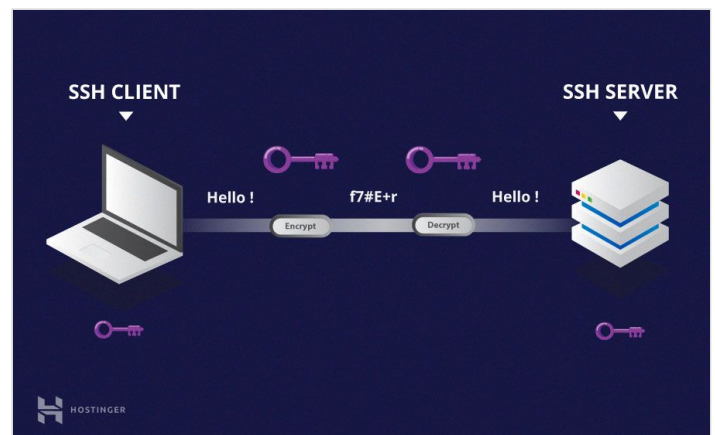 SSH CLIENT
SSH SERVER
Hello !
f7#E+r
Hello !
Encrypt
Decrypt
HOSTINGER